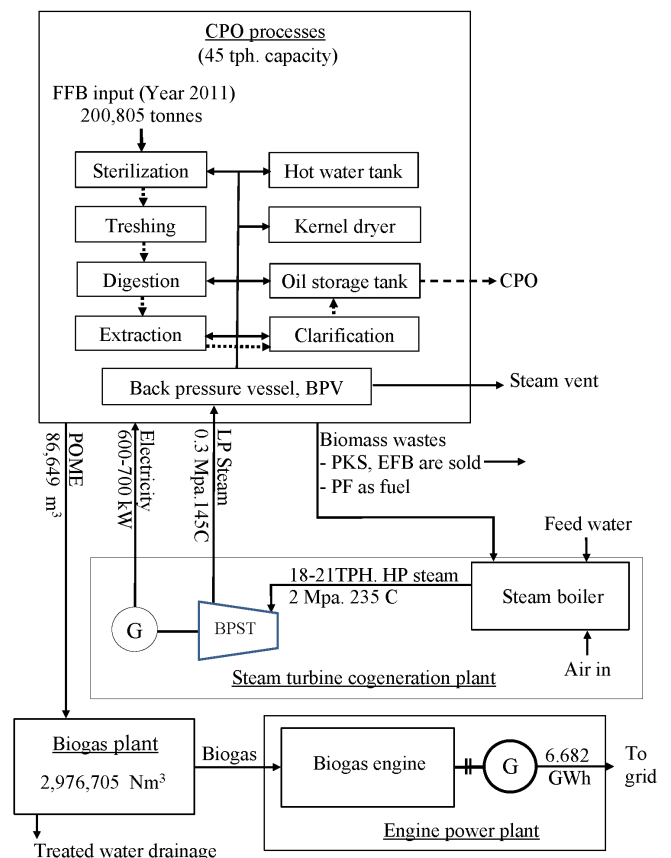 CPO processes
(45 tph. capacity)
FFB input (Year 2011)
200,805 tonnes
Sterilization
Hot water tank
Treshing
Kernel dryer
Digestion
Oil storage tank
CPO
Extraction
Clarification
Back pressure vessel, BPV
Steam vent
POME
86,649 m³
Electricity
600-700 kW
LP Steam
0.3 Mpa.145C
Biomass wastes
- PKS, EFB are sold
- PF as fuel
Feed water
18-21TPH. HP steam
2 Mpa. 235 C
Steam boiler
G
BPST
Air in
Steam turbine cogeneration plant
Biogas plant
2,976,705 Nm³
Biogas
Biogas engine
G
6.682
GWh
To
grid
Engine power plant
Treated water drainage